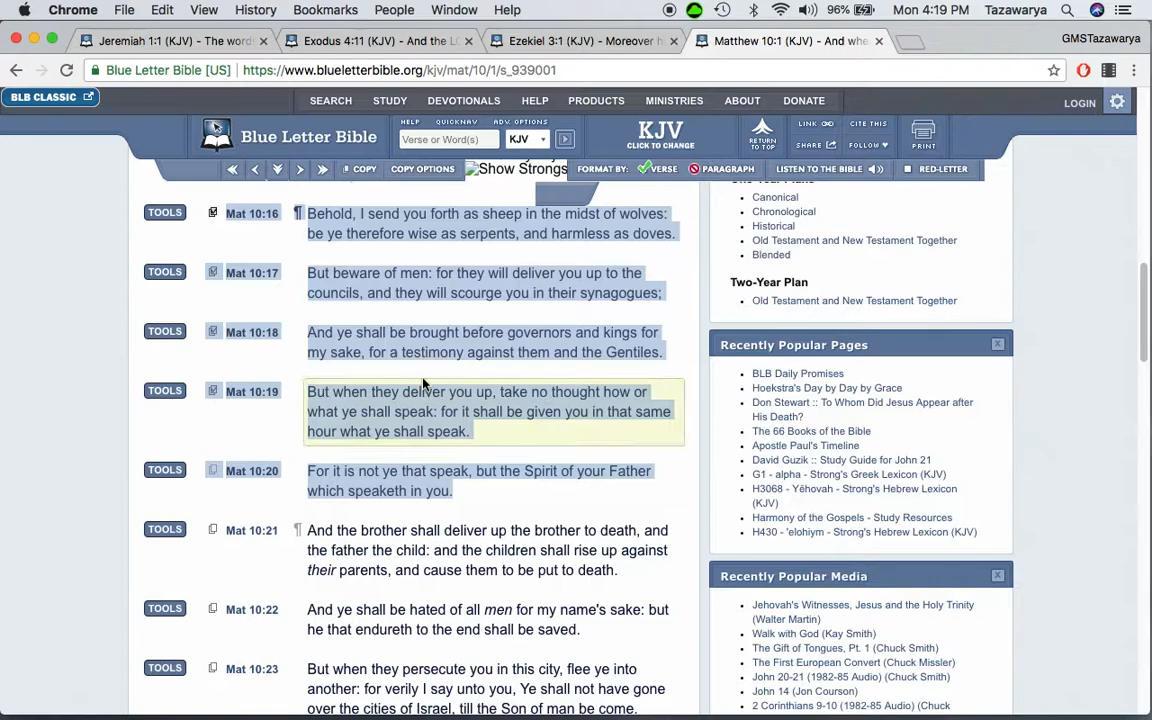 Chrome File Edit View History Bookmarks People Window Help 96% Mon 4:19 PM Tazawarya
Jeremiah 1:1 (KJV) - The word Exodus 4:11 (KJV) - And the LO Ezekiel 3:1 (KJV) - Moreover h Matthew 10:1 (KJV) - And whe GMSTazawarya
Blue Letter Bible [US] https://www.blueletterbible.org/kjv/mat/10/1/s_939001
BLB CLASSIC SEARCH STUDY DEVOTIONALS HELP PRODUCTS MINISTRIES ABOUT DONATE LOGIN
HELP QUICKNAV ADV. OPTIONS
Blue Letter Bible Verse or Word(s) KJV KJV CLICK TO CHANGE RETURN TO TOP LINK CITE THIS SHARE FOLLOW PRINT
COPY COPY OPTIONS Show Strongs FORMAT BY: VERSE PARAGRAPH LISTEN TO THE BIBLE RED-LETTER
TOOLS Mat 10:16 ¶ Behold, I send you forth as sheep in the midst of wolves:
be ye therefore wise as serpents, and harmless as doves.
TOOLS Mat 10:17 But beware of men: for they will deliver you up to the
councils, and they will scourge you in their synagogues;
TOOLS Mat 10:18 And ye shall be brought before governors and kings for
my sake, for a testimony against them and the Gentiles.
TOOLS Mat 10:19 But when they deliver you up, take no thought how or
what ye shall speak: for it shall be given you in that same
hour what ye shall speak.
TOOLS Mat 10:20 For it is not ye that speak, but the Spirit of your Father
which speaketh in you.
TOOLS Mat 10:21 ¶ And the brother shall deliver up the brother to death, and
the father the child: and the children shall rise up against
their parents, and cause them to be put to death.
TOOLS Mat 10:22 And ye shall be hated of all men for my name's sake: but
he that endureth to the end shall be saved.
TOOLS Mat 10:23 But when they persecute you in this city, flee ye into
another: for verily I say unto you, Ye shall not have gone
over the cities of Israel, till the Son of man be come.
Canonical
Chronological
Historical
Old Testament and New Testament Together
Blended
Two-Year Plan
Old Testament and New Testament Together
Recently Popular Pages
BLB Daily Promises
Hoekstra's Day by Day by Grace
Don Stewart :: To Whom Did Jesus Appear after
His Death?
The 66 Books of the Bible
Apostle Paul's Timeline
David Guzik :: Study Guide for John 21
G1 - alpha - Strong's Greek Lexicon (KJV)
H3068 - Yĕhovah - Strong's Hebrew Lexicon
(KJV)
Harmony of the Gospels - Study Resources
H430 - 'elohiym - Strong's Hebrew Lexicon (KJV)
Recently Popular Media
Jehovah's Witnesses, Jesus and the Holy Trinity
(Walter Martin)
Walk with God (Kay Smith)
The Gift of Tongues, Pt. 1 (Chuck Smith)
The First European Convert (Chuck Missler)
John 20-21 (1982-85 Audio) (Chuck Smith)
John 14 (Jon Courson)
2 Corinthians 9-10 (1982-85 Audio) (Chuck